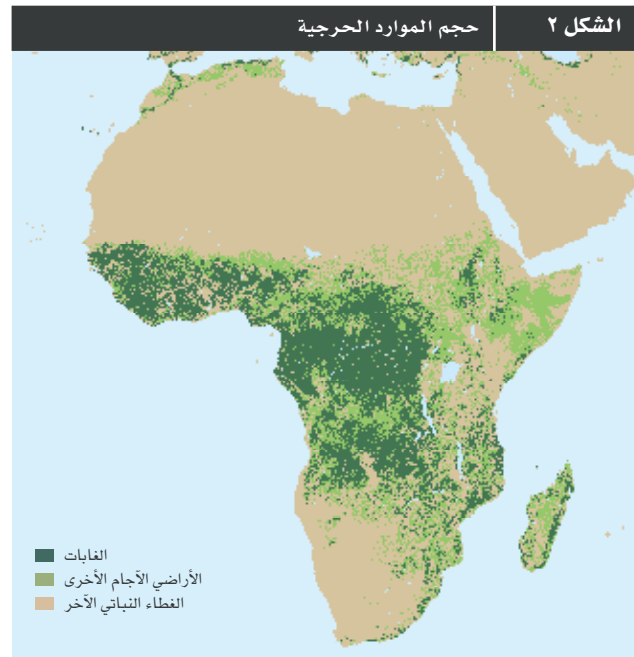 الشكل ٢ حجم الموارد الحرجية
الغابات
الأراضي الآجام الأخرى
الغطاء النباتي الآخر